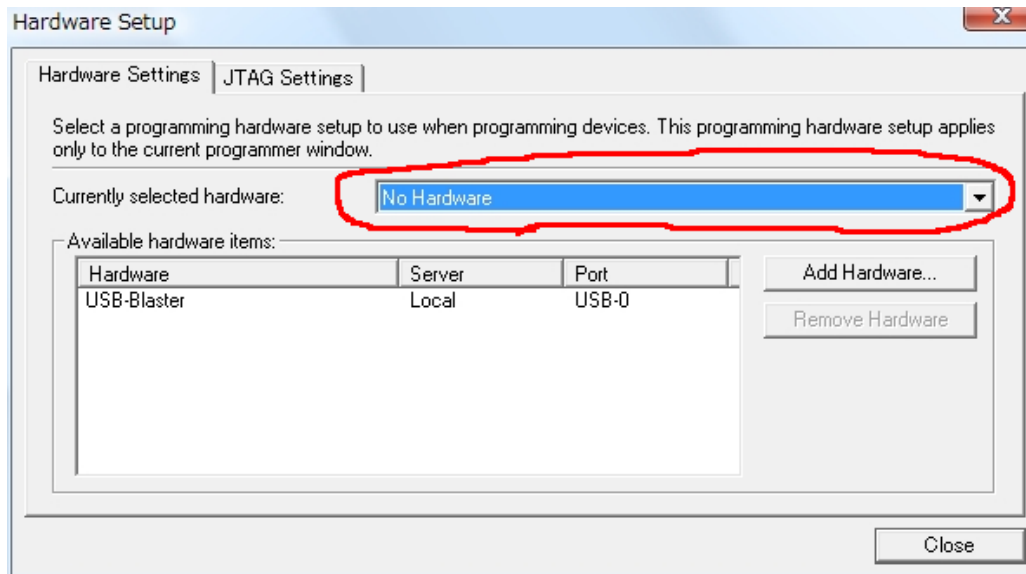 Hardware Setup
Hardware Settings
JTAG Settings
Select a programming hardware setup to use when programming devices. This programming hardware setup applies
only to the current programmer window.
Currently selected hardware:
No Hardware
Available hardware items:
Hardware Server Port
USB-Blaster Local USB-0
Add Hardware...
Remove Hardware
Close